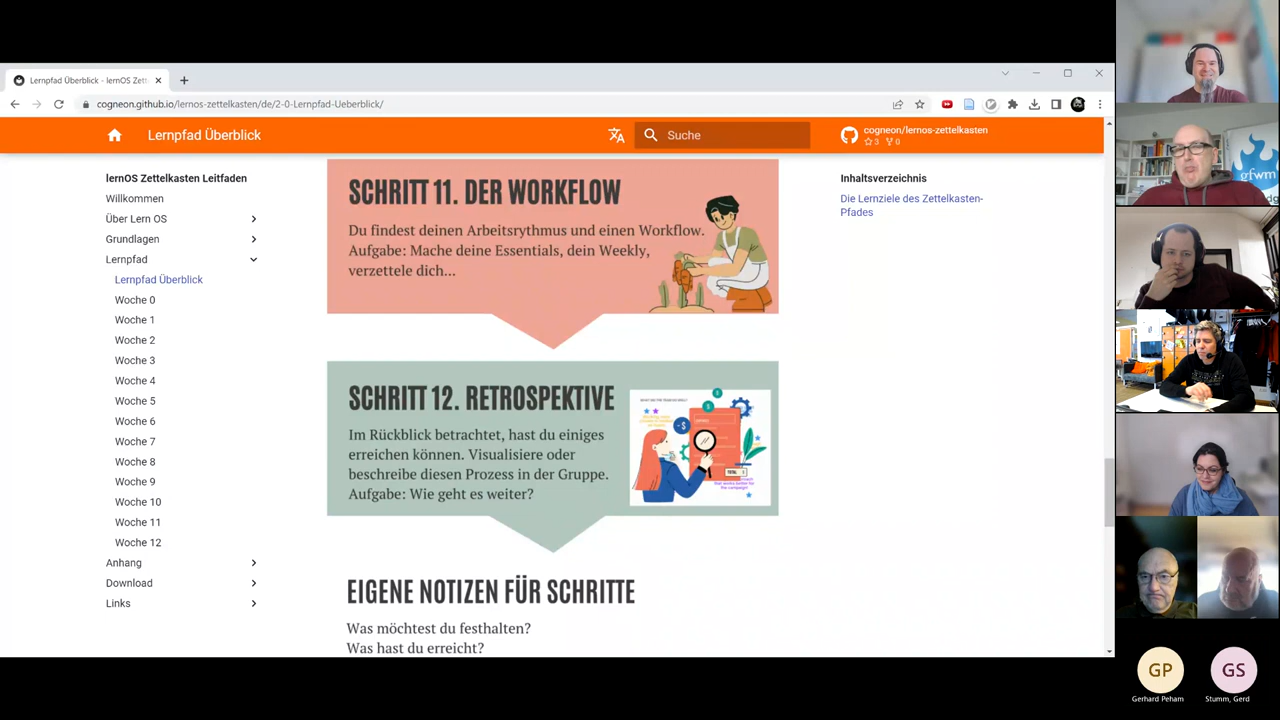 Lernpfad Überblick - lernOS Zett
cogneon.github.io/lernos-zettelkasten/de/2-0-Lernpfad-Ueberblick/
Lernpfad Überblick
Suche
cogneon/lernos-zettelkasten
3 0
lernOS Zettelkasten Leitfaden
Willkommen
Über Lern OS
Grundlagen
Lernpfad
Lernpfad Überblick
Woche 0
Woche 1
Woche 2
Woche 3
Woche 4
Woche 5
Woche 6
Woche 7
Woche 8
Woche 9
Woche 10
Woche 11
Woche 12
Anhang
Download
Links
SCHRITT 11. DER WORKFLOW
Du findest deinen Arbeitsrythmus und einen Workflow.
Aufgabe: Mache deine Essentials, dein Weekly,
verzettele dich...
SCHRITT 12. RETROSPEKTIVE
Im Rückblick betrachtet, hast du einiges
erreichen können. Visualisiere oder
beschreibe diesen Prozess in der Gruppe.
Aufgabe: Wie geht es weiter?
EIGENE NOTIZEN FÜR SCHRITTE
Was möchtest du festhalten?
Was hast du erreicht?
Inhaltsverzeichnis
Die Lernziele des Zettelkasten-
Pfades
gfwm
GP
Gerhard Peham
GS
Stumm, Gerd